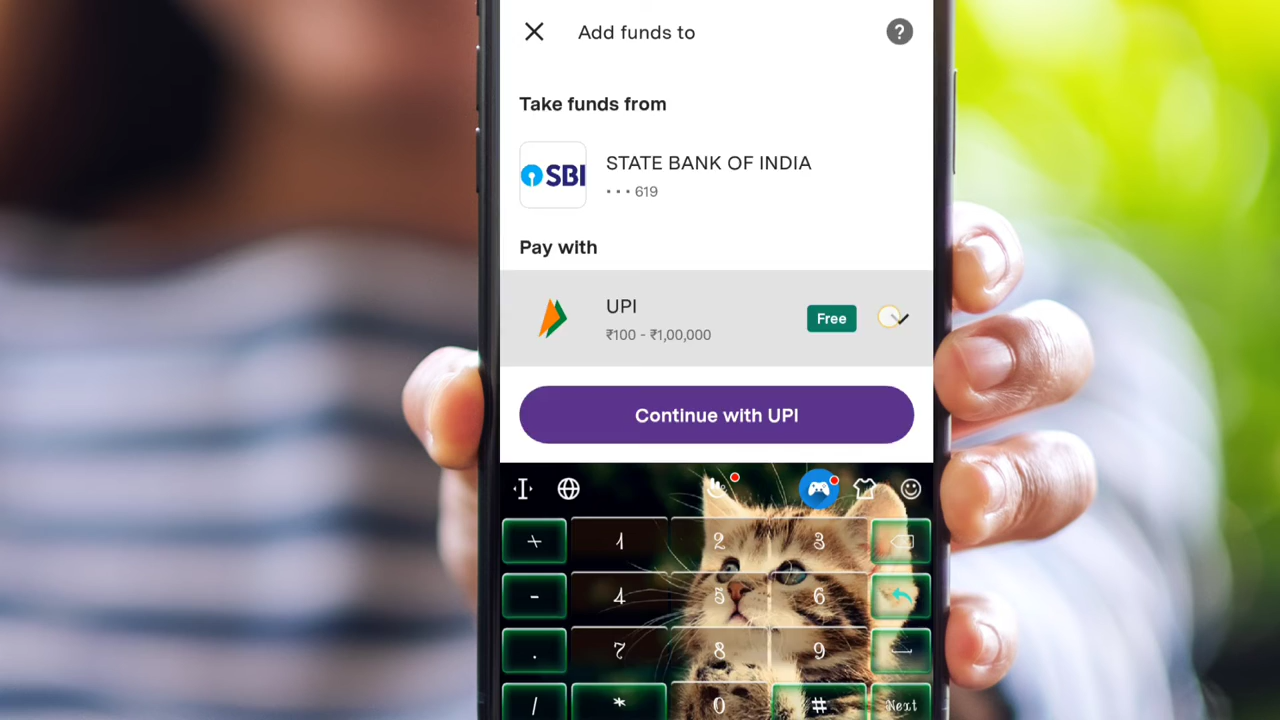 Add funds to
?
Take funds from
SBI
STATE BANK OF INDIA
••• 619
Pay with
UPI
Free
₹100 - ₹1,00,000
Continue with UPI
+ 1 2 3
- 4 5 6
. 7 8 9
/ * 0 # Next